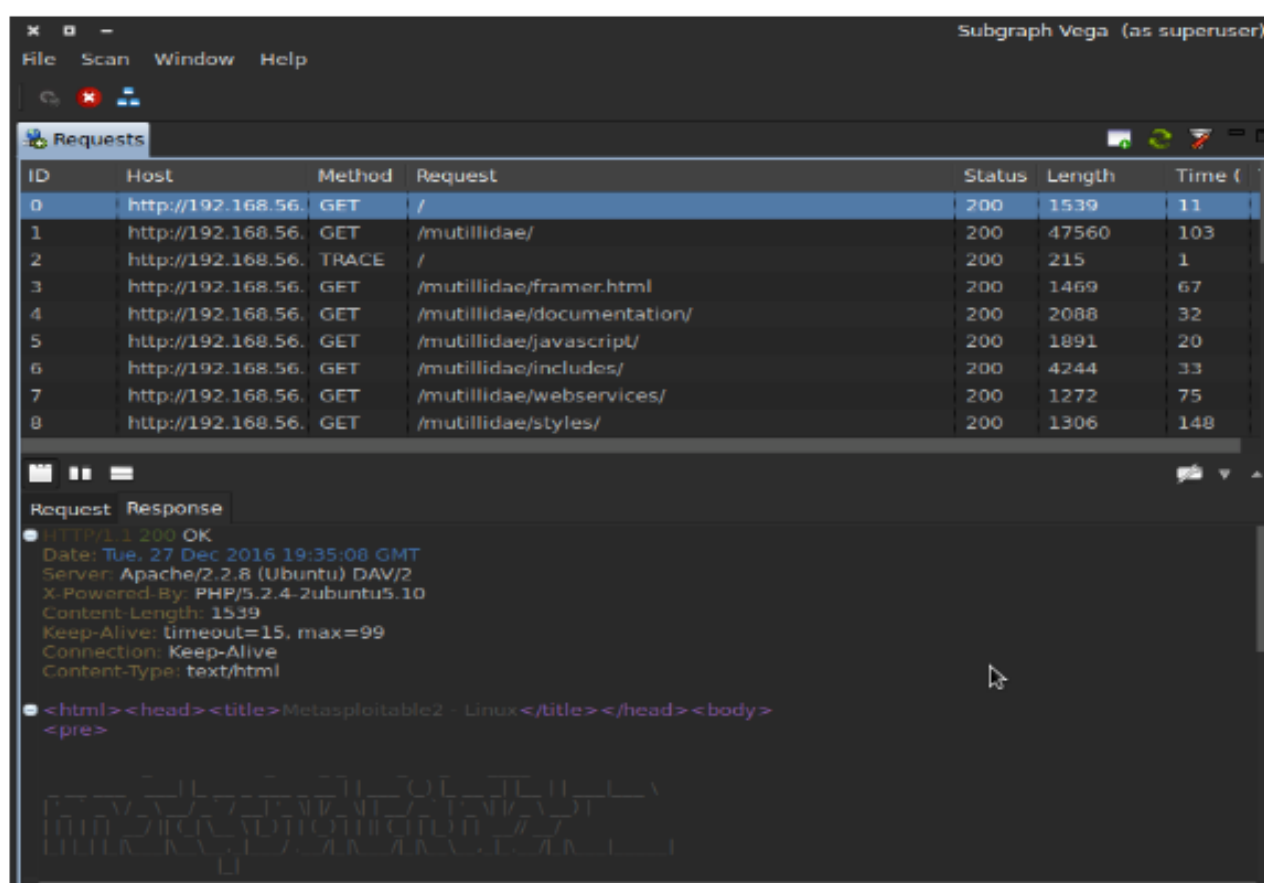 Subgraph Vega (as superuser)
File Scan Window Help
Requests
ID Host Method Request Status Length Time (
0 http://192.168.56. GET / 200 1539 11
1 http://192.168.56. GET /mutillidae/ 200 47560 103
2 http://192.168.56. TRACE / 200 215 1
3 http://192.168.56. GET /mutillidae/framer.html 200 1469 67
4 http://192.168.56. GET /mutillidae/documentation/ 200 2088 32
5 http://192.168.56. GET /mutillidae/javascript/ 200 1891 20
6 http://192.168.56. GET /mutillidae/includes/ 200 4244 33
7 http://192.168.56. GET /mutillidae/webservices/ 200 1272 75
8 http://192.168.56. GET /mutillidae/styles/ 200 1306 148
Request Response
HTTP/1.1 200 OK
Date: Tue, 27 Dec 2016 19:35:08 GMT
Server: Apache/2.2.8 (Ubuntu) DAV/2
X-Powered-By: PHP/5.2.4-2ubuntu5.10
Content-Length: 1539
Keep-Alive: timeout=15, max=99
Connection: Keep-Alive
Content-Type: text/html
<html><head><title>Metasploitable2 - Linux</title></head><body>
<pre>